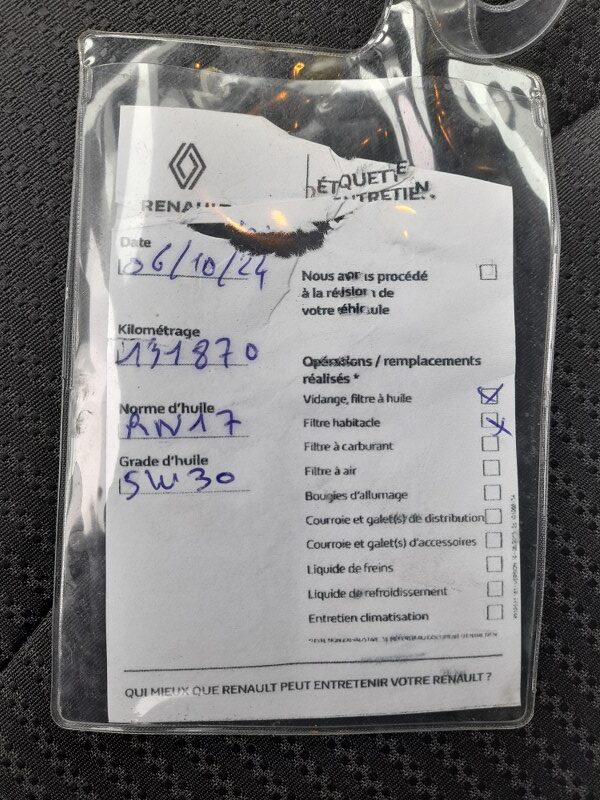 RENAULT
ÉTIQUETTE
ENTRETIEN
Date
06/10/24
Kilométrage
131870
Norme d'huile
RN17
Grade d'huile
5W30
Nous avons procédé
à la révision de
votre véhicule
Opérations / remplacements
réalisés *
Vidange, filtre à huile
Filtre habitacle
Filtre à carburant
Filtre à air
Bougies d'allumage
Courroie et galet(s) de distribution
Courroie et galet(s) d'accessoires
Liquide de freins
Liquide de refroidissement
Entretien climatisation
QUI MIEUX QUE RENAULT PEUT ENTRETENIR VOTRE RENAULT ?